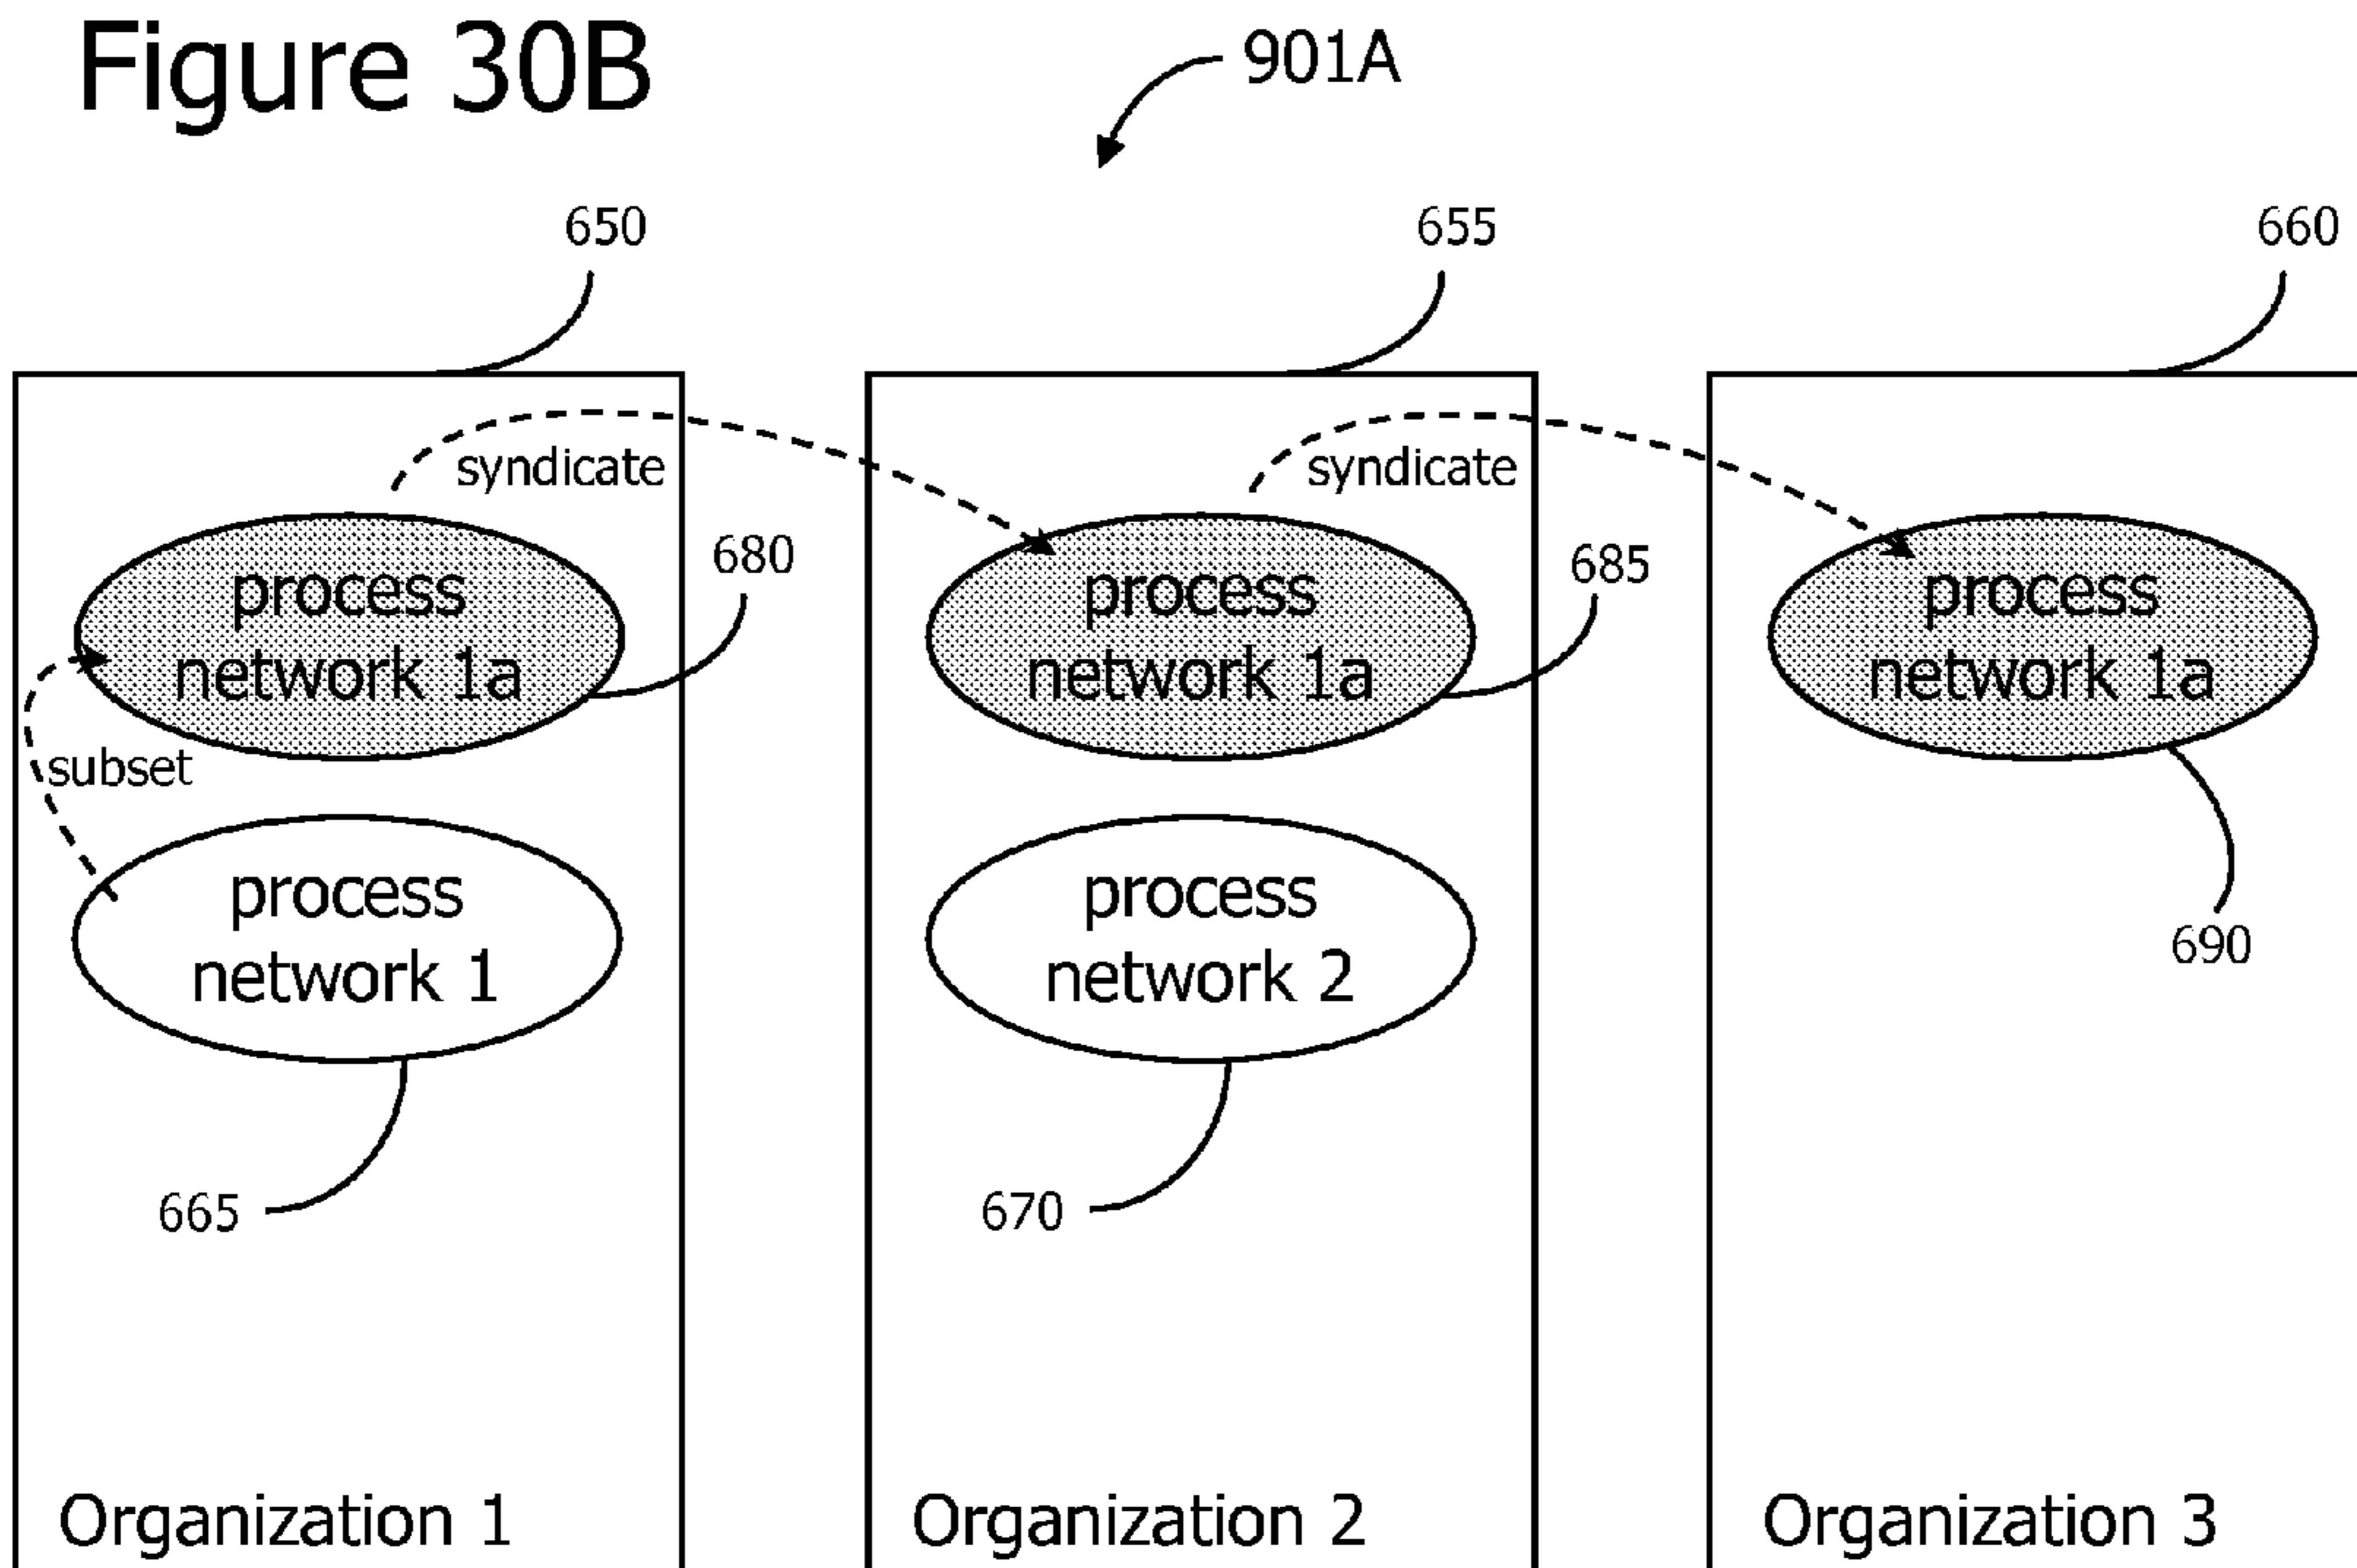 Figure 30B
901A
650
655
660
syndicate
syndicate
680
685
process
network 1a
process
network 1a
process
network 1a
subset
process
network 1
process
network 2
690
665
670
Organization 1
Organization 2
Organization 3